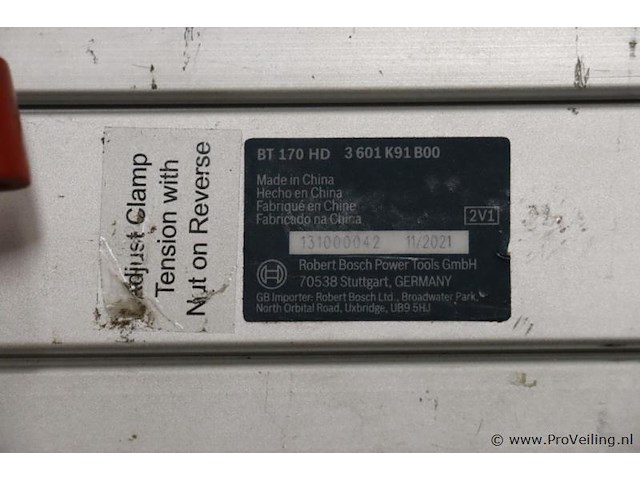 Adjust Clamp
Tension with
Nut on Reverse
BT 170 HD 3 601 K91 B00
Made in China
Hecho en China
Fabriqué en Chine
Fabricado na China
2V1
131000042 11/2021
BOSCH
Robert Bosch Power Tools GmbH
70538 Stuttgart, GERMANY
GB Importer: Robert Bosch Ltd., Broadwater Park,
North Orbital Road, Uxbridge, UB9 5HJ
© www.ProVeiling.nl